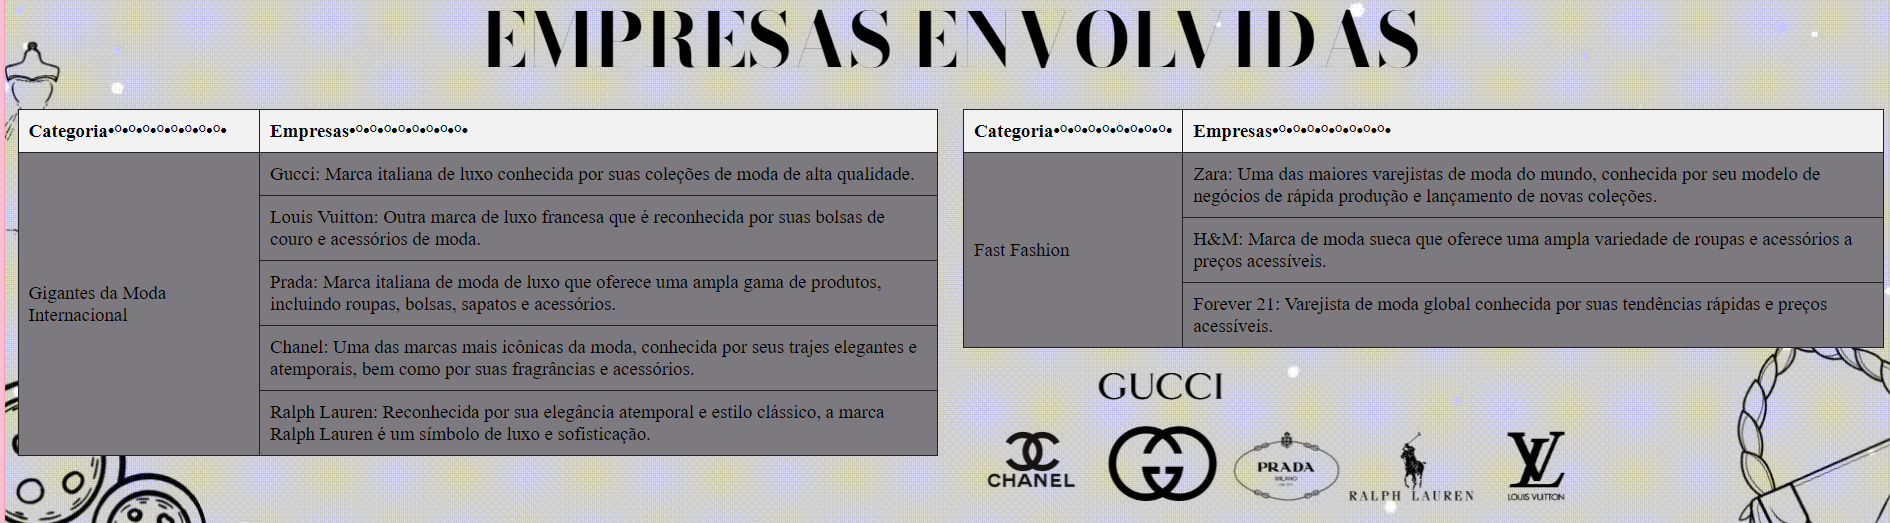 EMPRESAS ENVOLVIDAS
Categoria•°•°•°•°•°•°•°•°•
Empresas•°•°•°•°•°•°•°•°•
Gigantes da Moda
Internacional
Gucci: Marca italiana de luxo conhecida por suas coleções de moda de alta qualidade.
Louis Vuitton: Outra marca de luxo francesa que é reconhecida por suas bolsas de
couro e acessórios de moda.
Prada: Marca italiana de moda de luxo que oferece uma ampla gama de produtos,
incluindo roupas, bolsas, sapatos e acessórios.
Chanel: Uma das marcas mais icônicas da moda, conhecida por seus trajes elegantes e
atemporais, bem como por suas fragrâncias e acessórios.
Ralph Lauren: Reconhecida por sua elegância atemporal e estilo clássico, a marca
Ralph Lauren é um símbolo de luxo e sofisticação.
Categoria•°•°•°•°•°•°•°•°•
Empresas•°•°•°•°•°•°•°•°•
Fast Fashion
Zara: Uma das maiores varejistas de moda do mundo, conhecida por seu modelo de
negócios de rápida produção e lançamento de novas coleções.
H&M: Marca de moda sueca que oferece uma ampla variedade de roupas e acessórios a
preços acessíveis.
Forever 21: Varejista de moda global conhecida por suas tendências rápidas e preços
acessíveis.
GUCCI
CHANEL
PRADA
MILANO
RALPH LAUREN
LV
LOUIS VUITTON